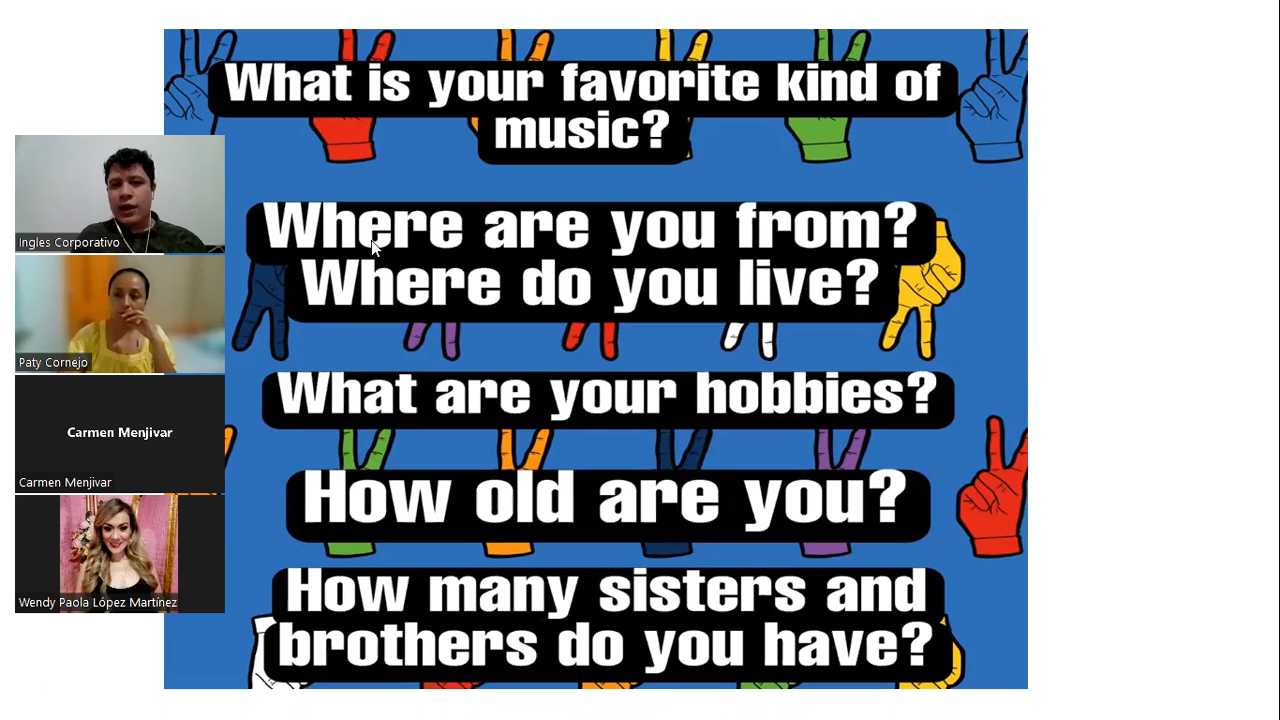 What is your favorite kind of
music?
Where are you from?
Where do you live?
What are your hobbies?
How old are you?
How many sisters and
brothers do you have?
Ingles Corporativo
Paty Cornejo
Carmen Menjivar
Carmen Menjivar
Wendy Paola López Martínez